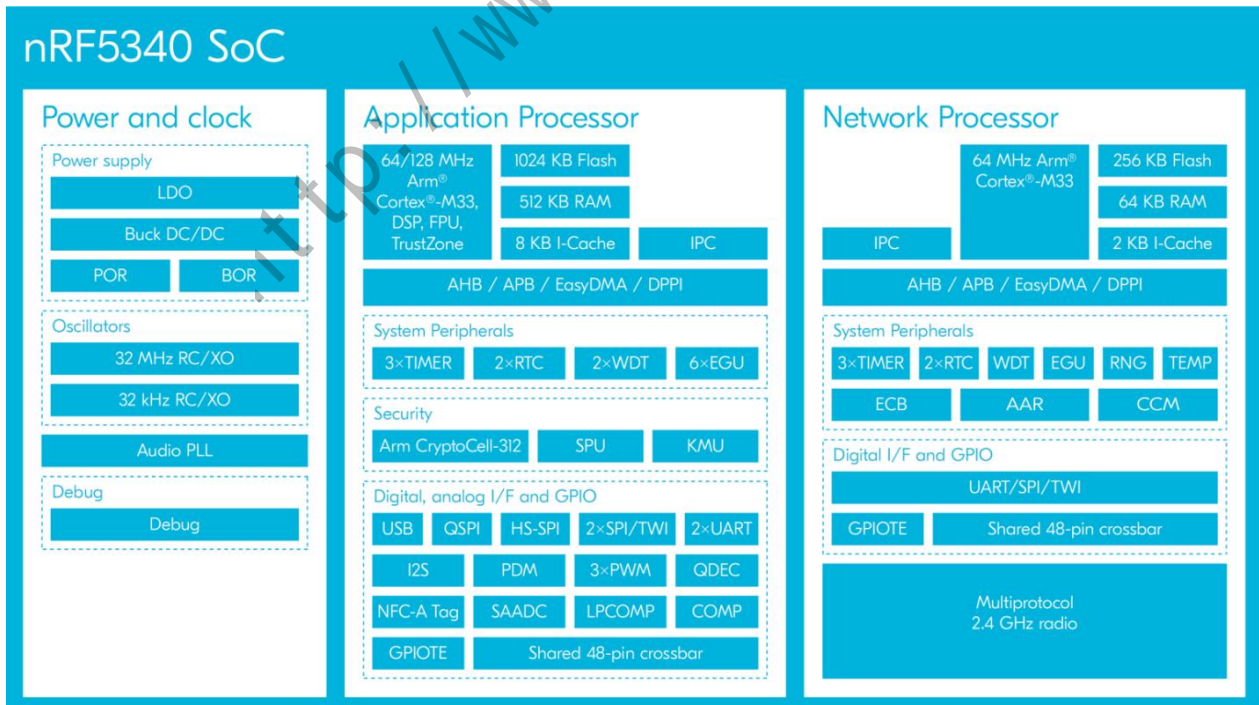 nRF5340 SoC
Power and clock
Power supply
LDO
Buck DC/DC
POR
BOR
Oscillators
32 MHz RC/XO
32 kHz RC/XO
Audio PLL
Debug
Debug
Application Processor
64/128 MHz
Arm®
Cortex®-M33,
DSP, FPU,
TrustZone
1024 KB Flash
512 KB RAM
8 KB I-Cache
IPC
AHB / APB / EasyDMA / DPPI
System Peripherals
3×TIMER
2×RTC
2×WDT
6×EGU
Security
Arm CryptoCell-312
SPU
KMU
Digital, analog I/F and GPIO
USB
QSPI
HS-SPI
2×SPI/TWI
2×UART
I2S
PDM
3×PWM
QDEC
NFC-A Tag
SAADC
LPCOMP
COMP
GPIOTE
Shared 48-pin crossbar
Network Processor
IPC
64 MHz Arm®
Cortex®-M33
256 KB Flash
64 KB RAM
2 KB I-Cache
AHB / APB / EasyDMA / DPPI
System Peripherals
3×TIMER
2×RTC
WDT
EGU
RNG
TEMP
ECB
AAR
CCM
Digital I/F and GPIO
UART/SPI/TWI
GPIOTE
Shared 48-pin crossbar
Multiprotocol
2.4 GHz radio